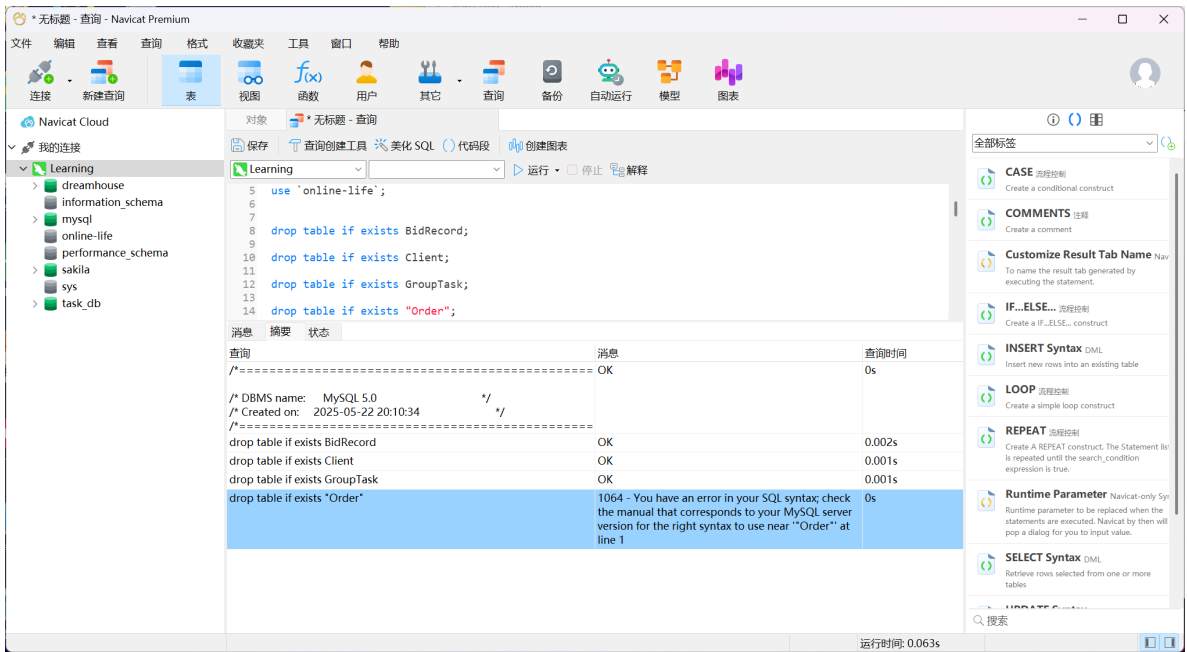 * 无标题 - 查询 - Navicat Premium
文件 编辑 查看 查询 格式 收藏夹 工具 窗口 帮助
连接 新建查询 表 视图 函数 用户 其它 查询 备份 自动运行 模型 图表
Navicat Cloud
我的连接
Learning
dreamhouse
information_schema
mysql
online-life
performance_schema
sakila
sys
task_db
对象 * 无标题 - 查询
保存 查询创建工具 美化 SQL ( ) 代码段 创建图表
Learning 运行 停止 解释
5 use `online-life`;
6
7
8 drop table if exists BidRecord;
9
10 drop table if exists Client;
11
12 drop table if exists GroupTask;
13
14 drop table if exists "Order";
消息 摘要 状态
查询 消息 查询时间
/*============================================== OK 0s
/* DBMS name: MySQL 5.0 */
/* Created on: 2025-05-22 20:10:34 */
/*==============================================
drop table if exists BidRecord OK 0.002s
drop table if exists Client OK 0.001s
drop table if exists GroupTask OK 0.001s
drop table if exists "Order" 1064 - You have an error in your SQL syntax; check 0s
the manual that corresponds to your MySQL server
version for the right syntax to use near '"Order"' at
line 1
全部标签
CASE 流程控制
Create a conditional construct
COMMENTS 注释
Create a comment
Customize Result Tab Name Nav
To name the result tab generated by
executing the statement.
IF...ELSE... 流程控制
Create a IF...ELSE... construct
INSERT Syntax DML
Insert new rows into an existing table
LOOP 流程控制
Create a simple loop construct
REPEAT 流程控制
Create A REPEAT construct. The Statement list
is repeated until the search_condition
expression is true.
Runtime Parameter Navicat-only Syn
Runtime parameter to be replaced when the
statements are executed. Navicat by then will
pop a dialog for you to input value.
SELECT Syntax DML
Retrieve rows selected from one or more
tables
UPDATE Syntax
搜索
运行时间: 0.063s